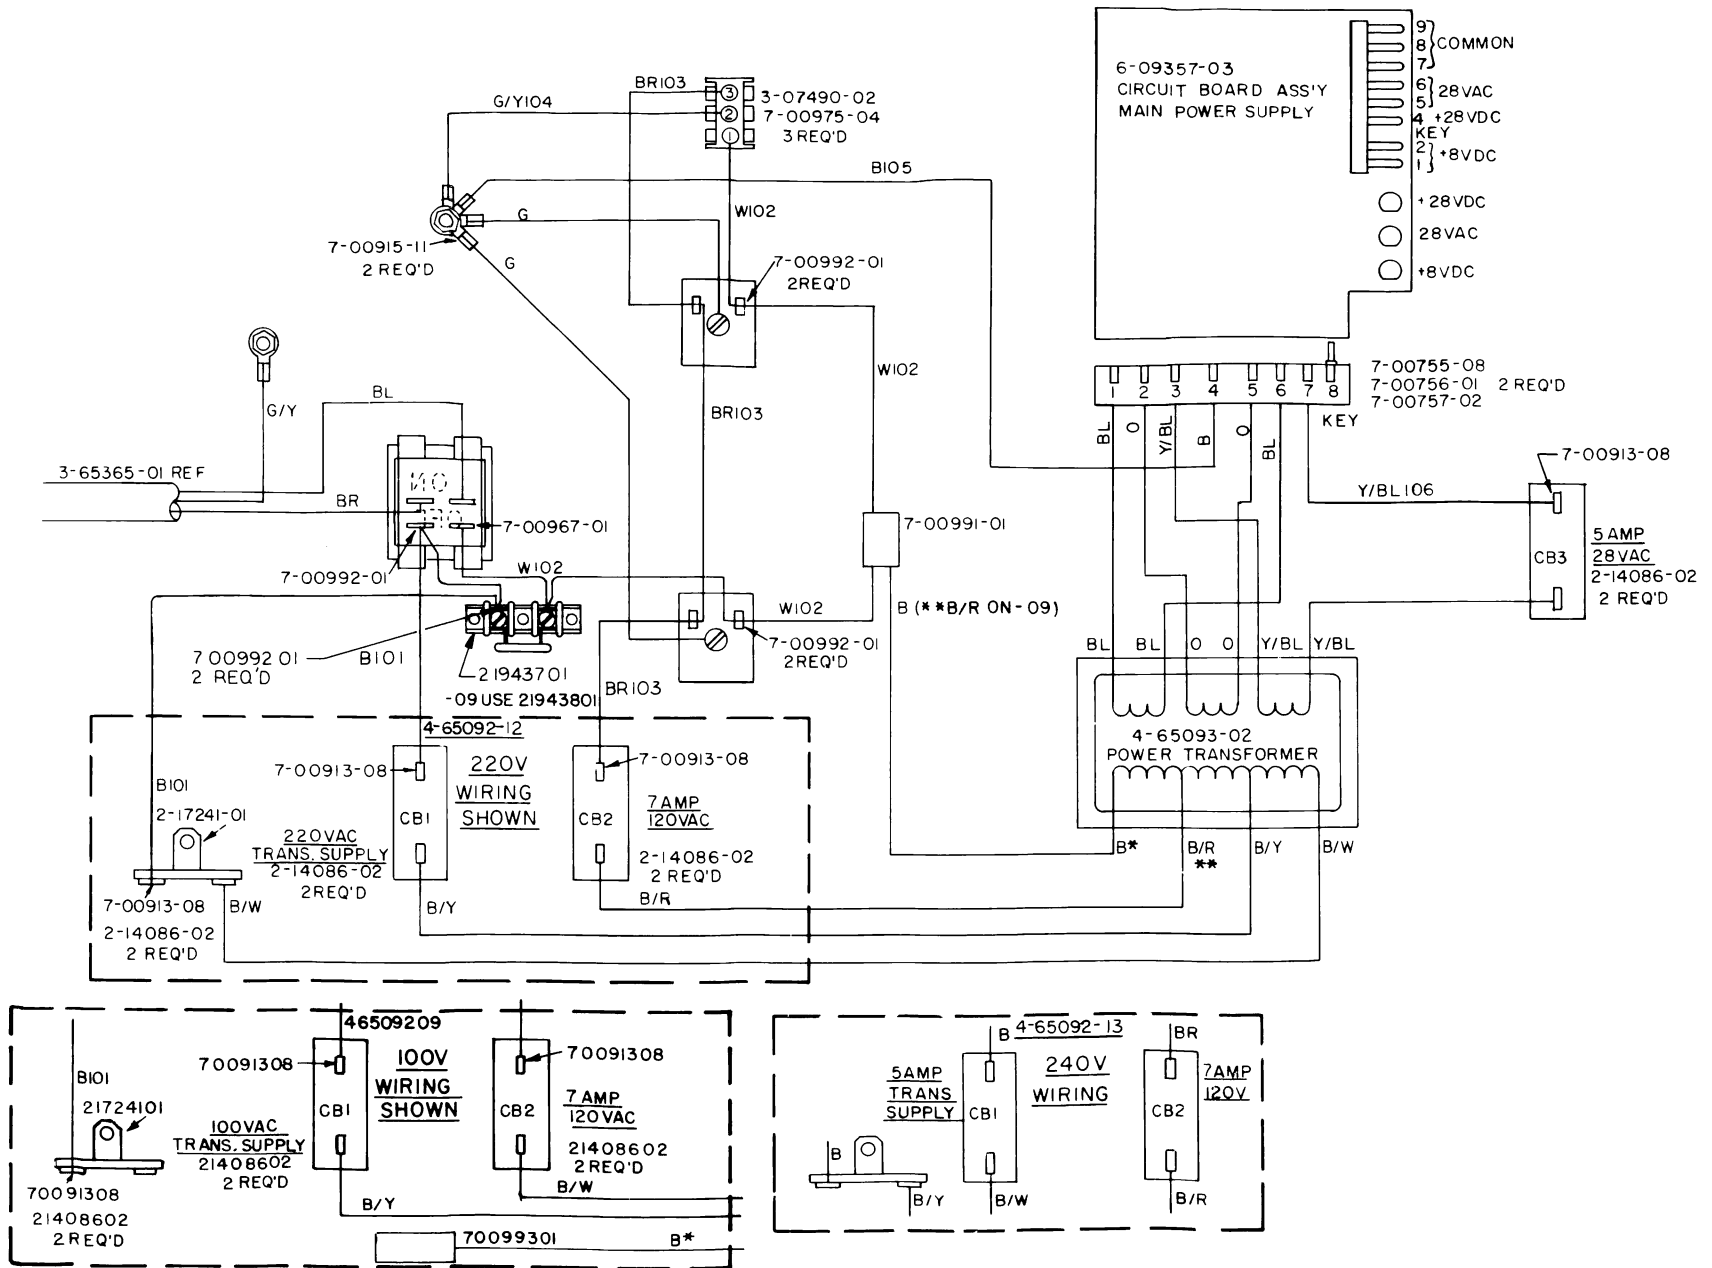 BR103
G/Y104
3
2
1
3-07490-02
7-00975-04
3 REQ'D
B105
W102
G
G
7-00915-11
2 REQ'D
7-00992-01
2REQ'D
W102
BR103
G/Y
BL
3-65365-01 REF
BR
7-00967-01
7-00992-01
W102
W102
7-00991-01
B (**B/R ON-09)
7-00992-01
2REQ'D
7 00992 01
2 REQ'D
B101
21943701
-09 USE 21943801
BR103
6-09357-03
CIRCUIT BOARD ASS'Y
MAIN POWER SUPPLY
9
8
7
COMMON
6
5
28VAC
4 +28VDC
KEY
2
1
+8VDC
+28VDC
28VAC
+8VDC
1 2 3 4 5 6 7 8
7-00755-08
7-00756-01 2 REQ'D
7-00757-02
KEY
BL
O
Y/BL
B
O
BL
Y/BL106
7-00913-08
CB3
5 AMP
28VAC
2-14086-02
2 REQ'D
BL BL O O Y/BL Y/BL
4-65093-02
POWER TRANSFORMER
B*
B/R
**
B/Y
B/W
4-65092-12
7-00913-08
220V
WIRING
SHOWN
7-00913-08
B101
2-17241-01
CB1
CB2
7 AMP
120VAC
220VAC
TRANS. SUPPLY
2-14086-02
2REQ'D
2-14086-02
2 REQ'D
7-00913-08
2-14086-02
2 REQ'D
B/W
B/Y
B/R
46509209
70091308
100V
WIRING
SHOWN
70091308
B101
21724101
CB1
CB2
7 AMP
120VAC
100VAC
TRANS. SUPPLY
21408602
2 REQ'D
21408602
2REQ'D
70091308
21408602
2REQ'D
B/Y
B/W
70099301
B*
B
4-65092-13
BR
5AMP
TRANS
SUPPLY
CB1
240V
WIRING
CB2
7AMP
120V
B
B/Y
B/W
B/R